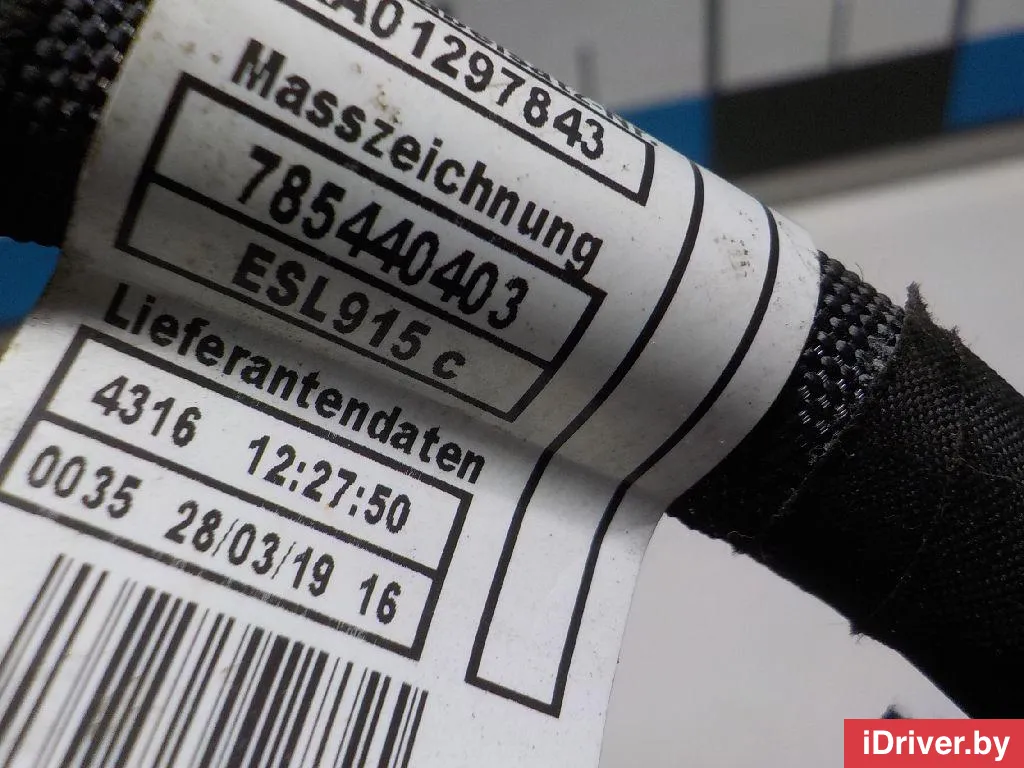 A01297843
Masszeichnung
785440403
ESL915 c
Lieferantendaten
4316 12:27:50
0035 28/03/19 16
iDriver.by